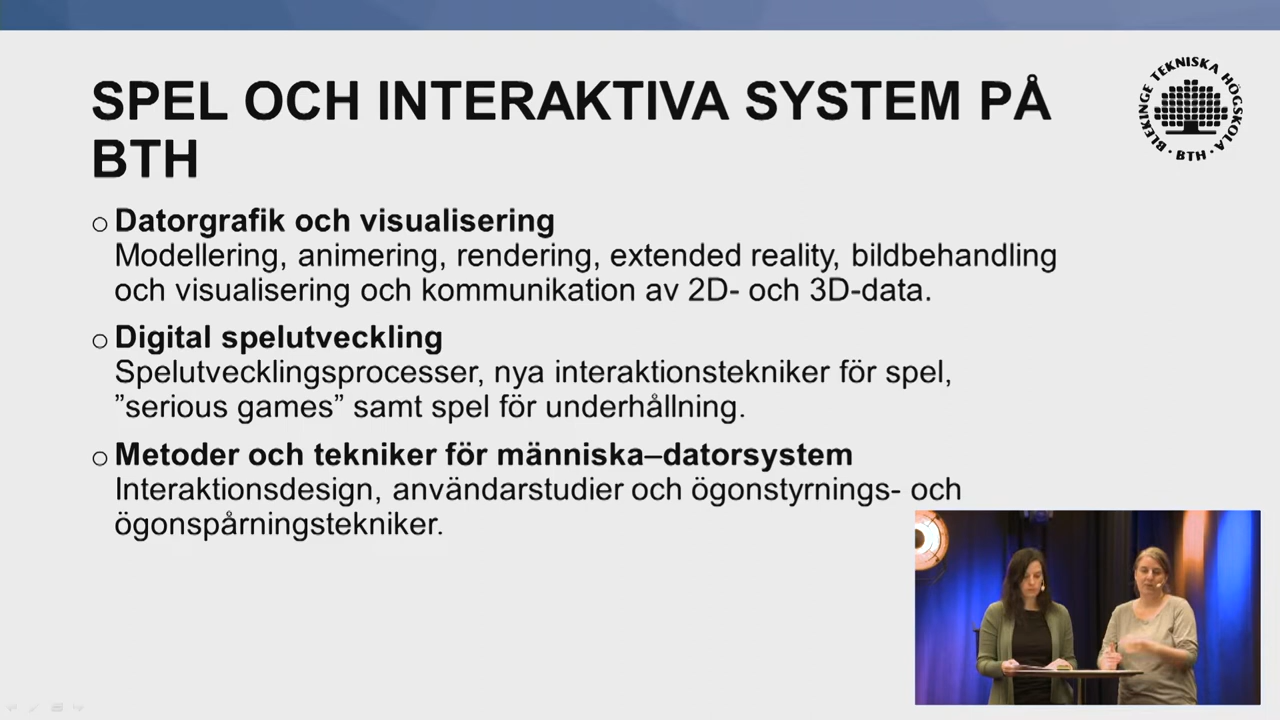 SPEL OCH INTERAKTIVA SYSTEM PÅ
BTH
BLEKINGE TEKNISKA HÖGSKOLA
· BTH ·
Datorgrafik och visualisering
Modellering, animering, rendering, extended reality, bildbehandling
och visualisering och kommunikation av 2D- och 3D-data.
Digital spelutveckling
Spelutvecklingsprocesser, nya interaktionstekniker för spel,
”serious games” samt spel för underhållning.
Metoder och tekniker för människa–datorsystem
Interaktionsdesign, användarstudier och ögonstyrnings- och
ögonspårningstekniker.